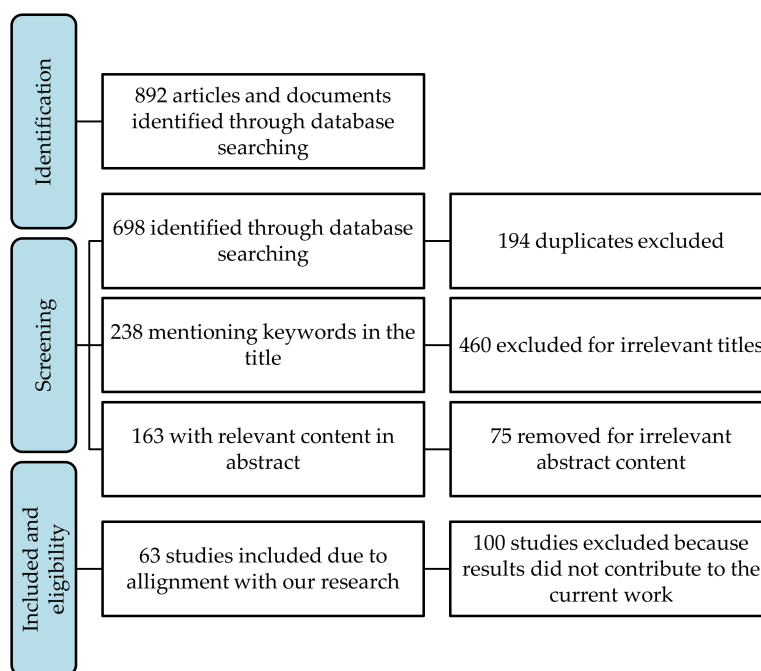 Identification
892 articles and documents
identified through database
searching
Screening
698 identified through database
searching
194 duplicates excluded
238 mentioning keywords in the
title
460 excluded for irrelevant titles
163 with relevant content in
abstract
75 removed for irrelevant
abstract content
Included and
eligibility
63 studies included due to
allignment with our research
100 studies excluded because
results did not contribute to the
current work